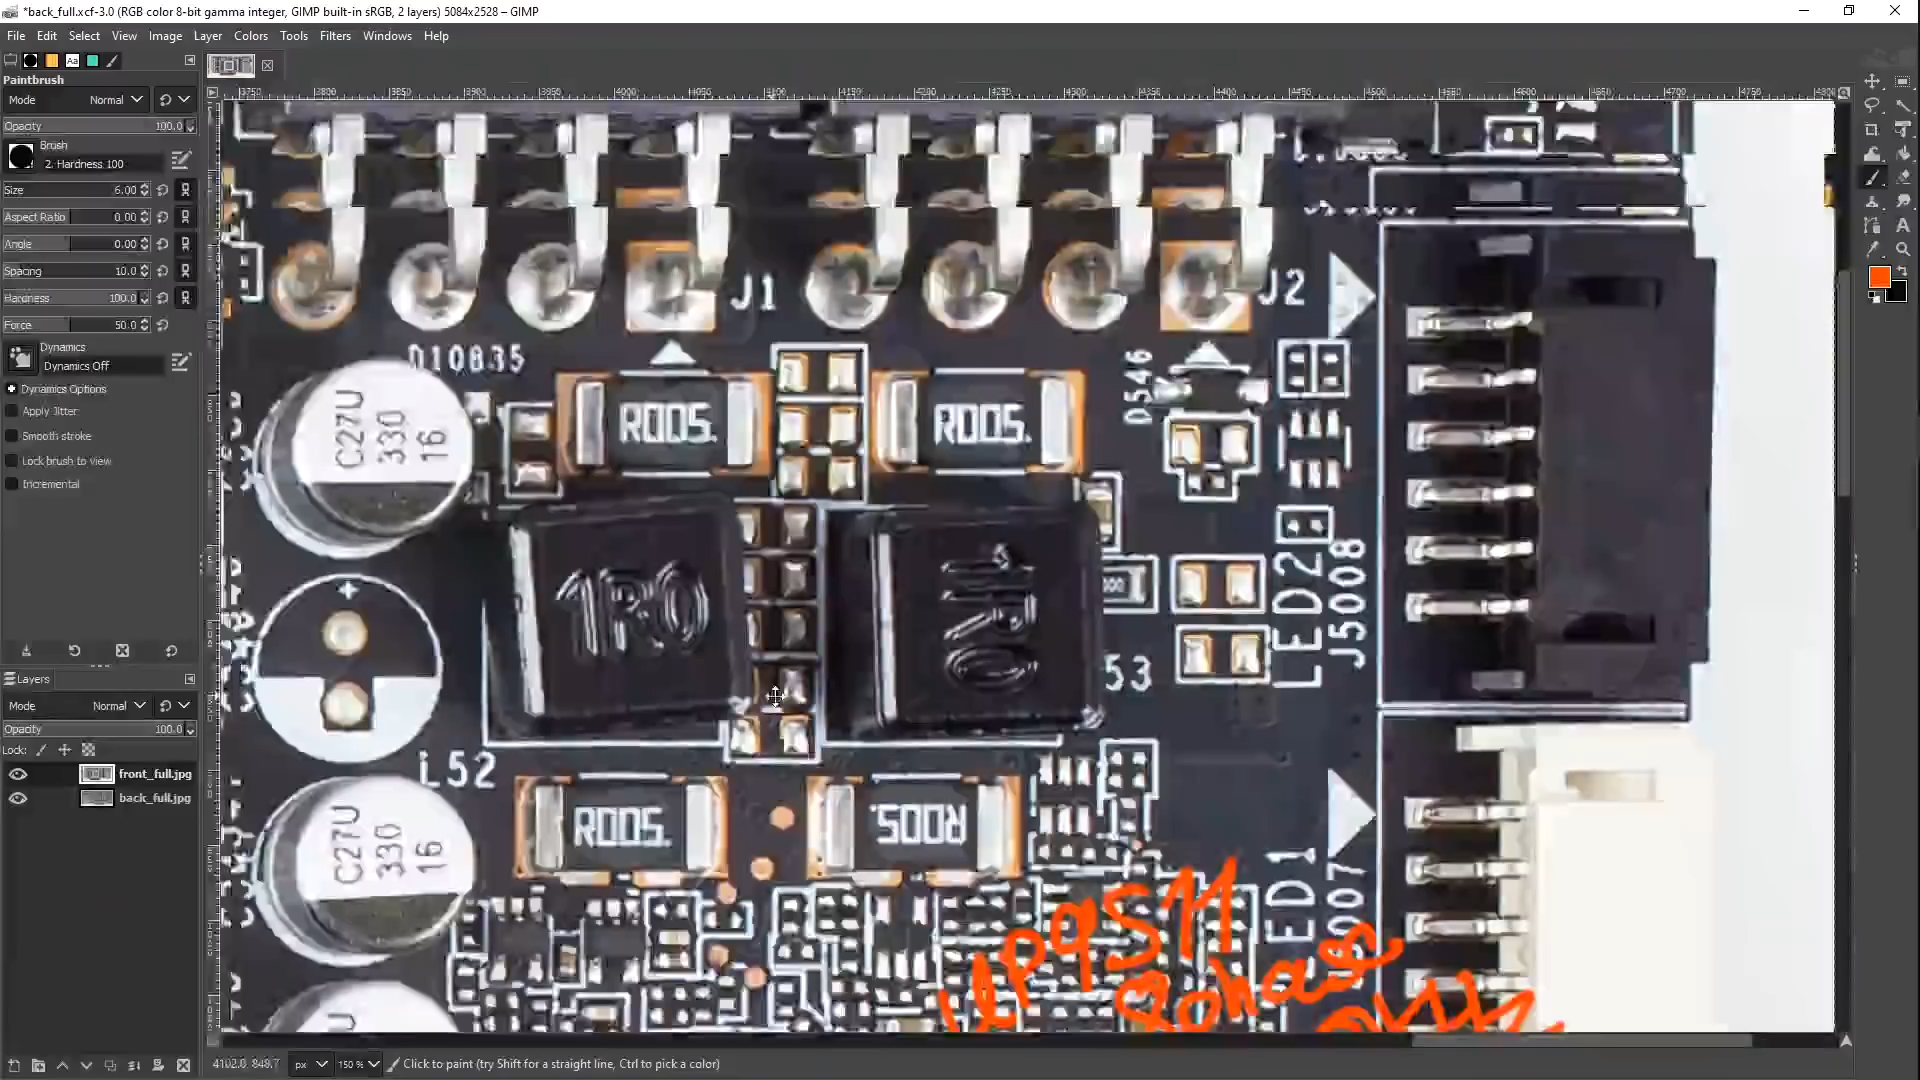 *back_full.xcf-3.0 (RGB color 8-bit gamma integer, GIMP built-in sRGB, 2 layers) 5084x2528 – GIMP
File Edit Select View Image Layer Colors Tools Filters Windows Help
Paintbrush
Mode Normal
Opacity 100.0
Brush
2. Hardness 100
Size 6.00
Aspect Ratio 0.00
Angle 0.00
Spacing 10.0
Hardness 100.0
Force 50.0
Dynamics
Dynamics Off
Dynamics Options
Apply Jitter
Smooth stroke
Lock brush to view
Incremental
Layers
Mode Normal
Opacity 100.0
Lock:
front_full.jpg
back_full.jpg
J1
J2
D10835
D546
C27U
330
16
R005.
R005.
1R0
1R0
LED2
J5008
53
L52
C27U
330
16
R005.
R005.
UP9511
LED1
px
150 %
Click to paint (try Shift for a straight line, Ctrl to pick a color)